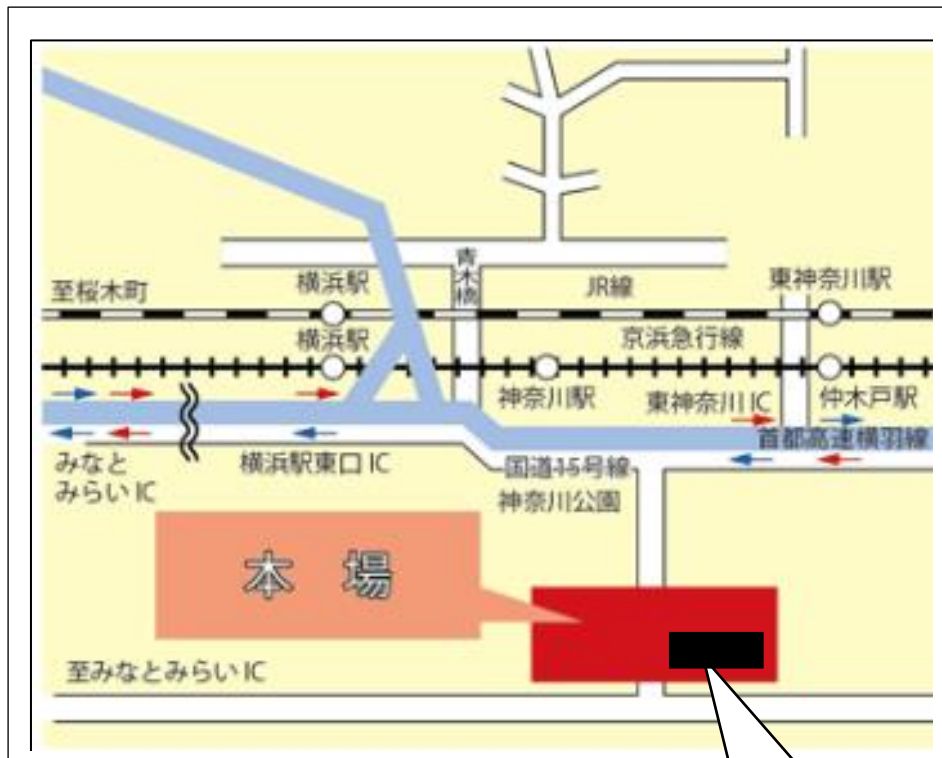 青木橋
横浜駅
JR線
東神奈川駅
至桜木町
横浜駅
京浜急行線
神奈川駅
東神奈川IC
仲木戸駅
首都高速横羽線
みなと
みらいIC
横浜駅東口IC
国道15号線
神奈川公園
本場
至みなとみらいIC